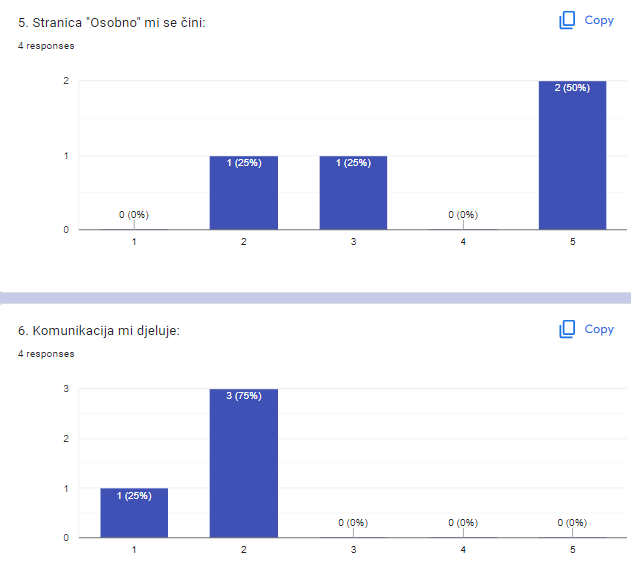 5. Stranica "Osobno" mi se čini:
Copy
4 responses
2
1
0
0 (0%)
1 (25%)
1 (25%)
0 (0%)
2 (50%)
1 2 3 4 5
6. Komunikacija mi djeluje:
Copy
4 responses
3
2
1
0
1 (25%)
3 (75%)
0 (0%)
0 (0%)
0 (0%)
1 2 3 4 5